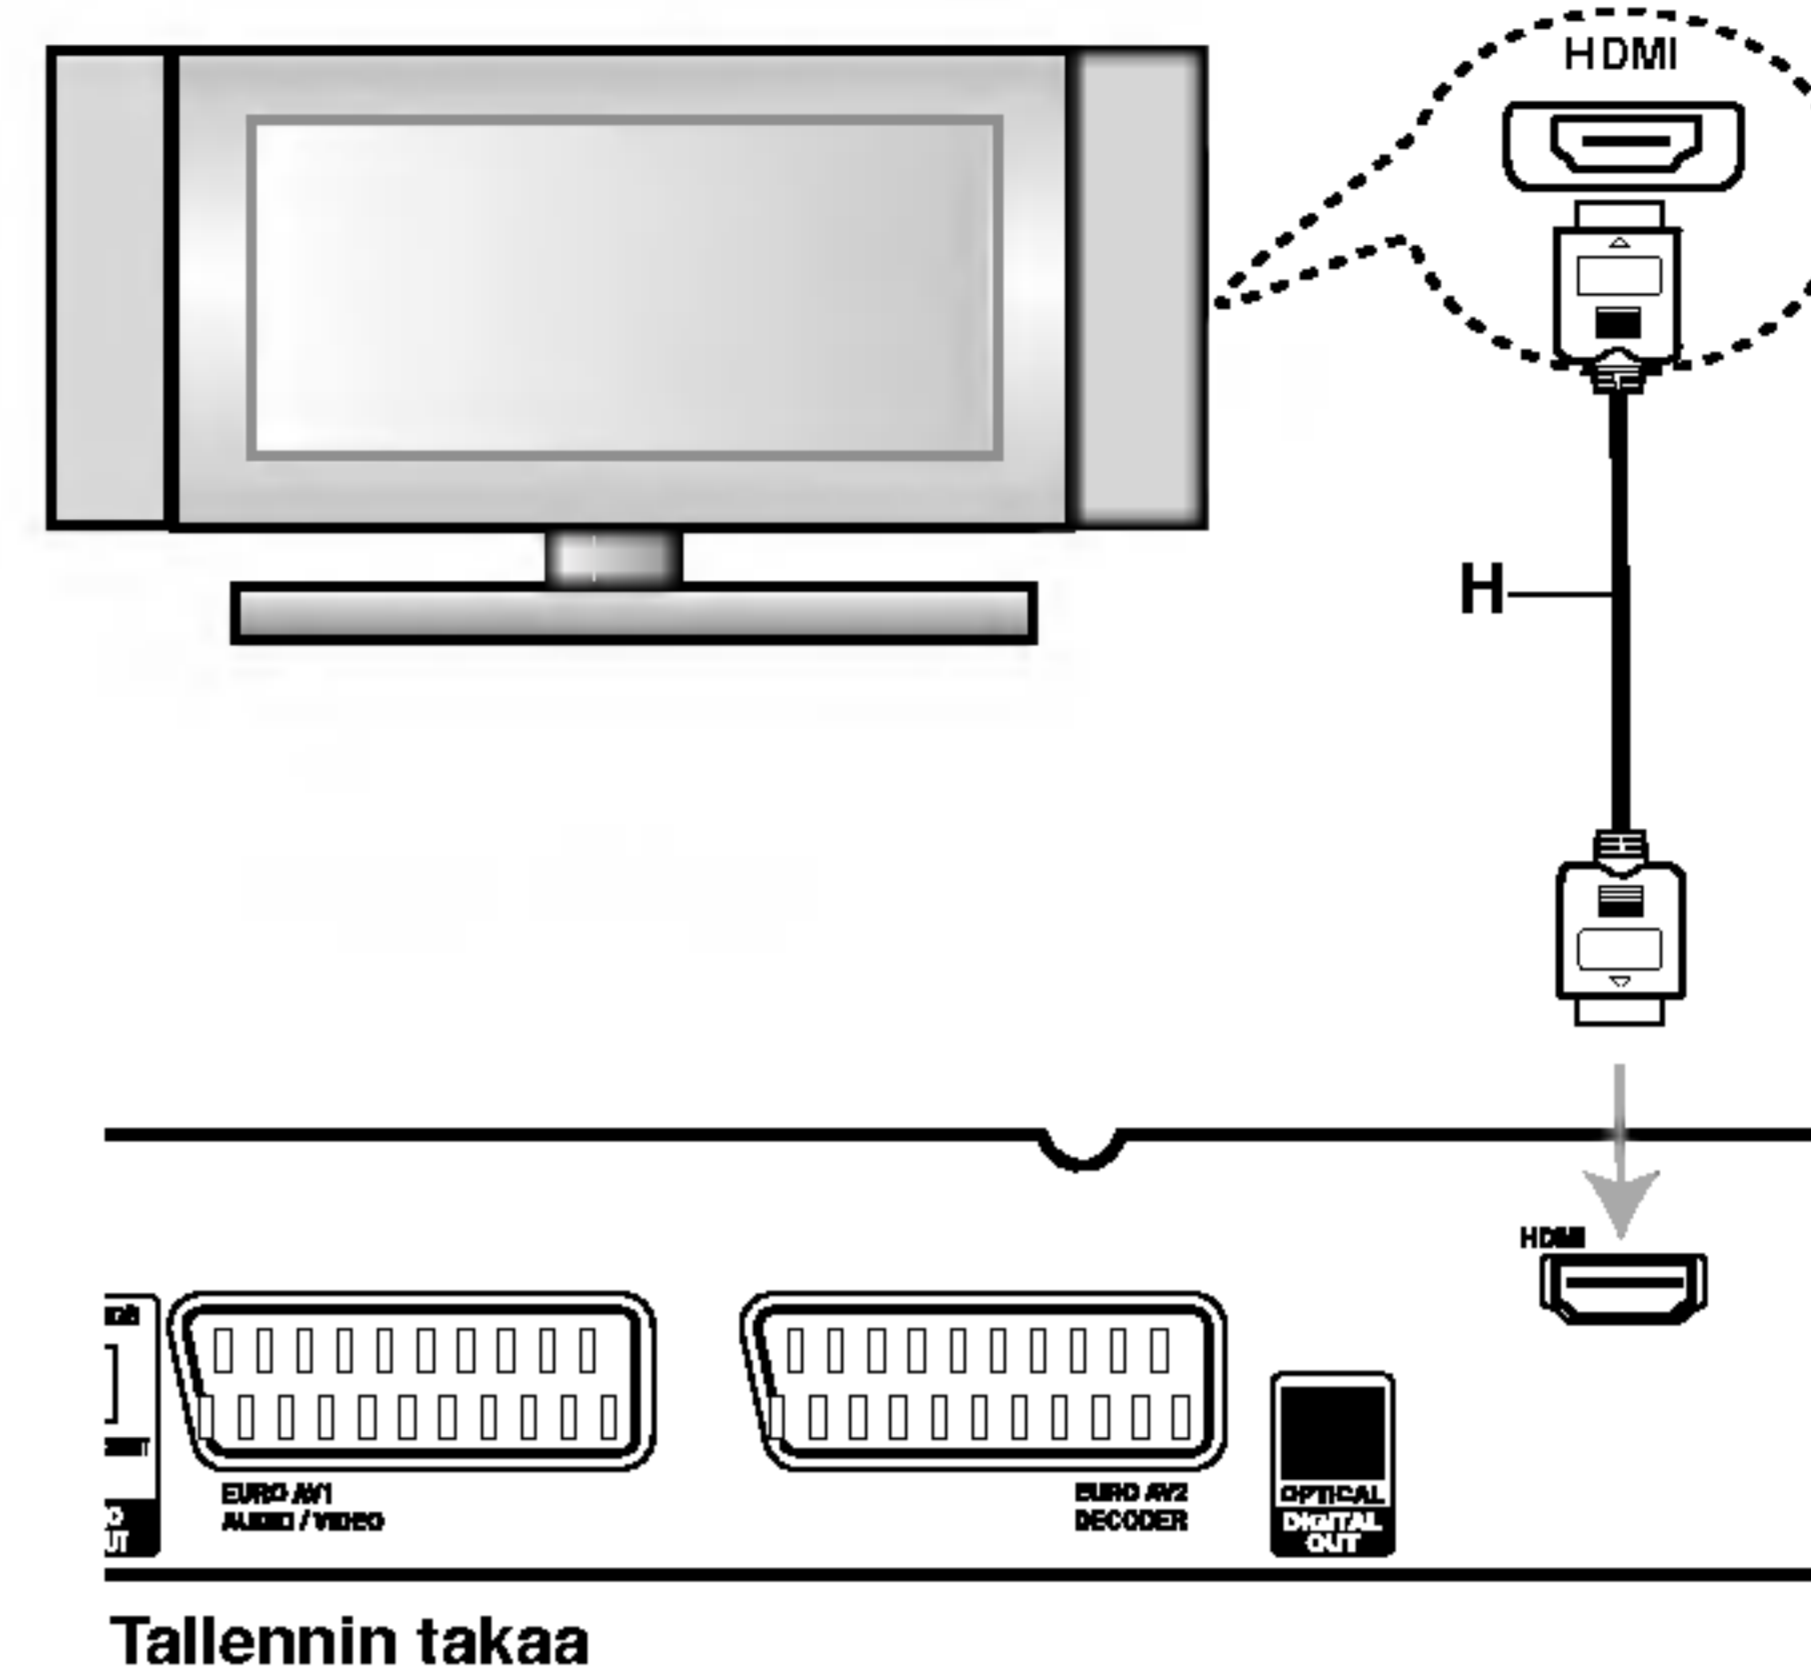 HDMI
H
HDMI
EURO AV1
AUDIO / VIDEO
EURO AV2
DECODER
OPTICAL
DIGITAL
OUT
Tallennin takaa